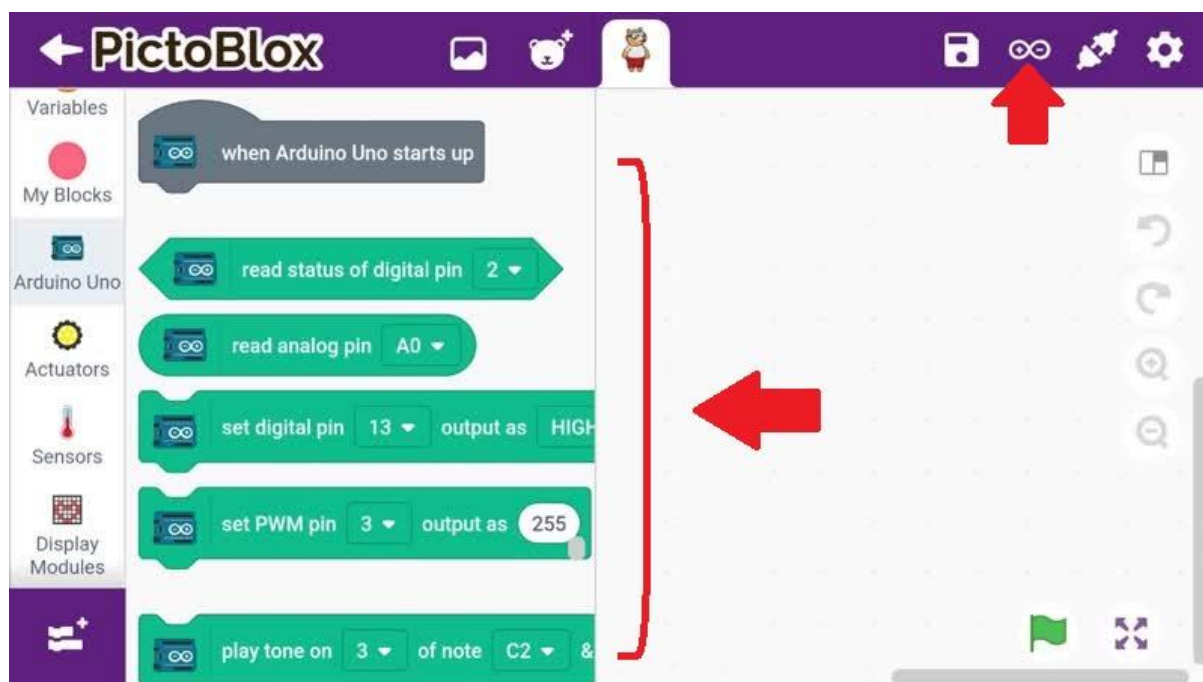 PictoBlox
Variables
My Blocks
Arduino Uno
Actuators
Sensors
Display
Modules
when Arduino Uno starts up
read status of digital pin 2
read analog pin A0
set digital pin 13 output as HIGH
set PWM pin 3 output as 255
play tone on 3 of note C2 &